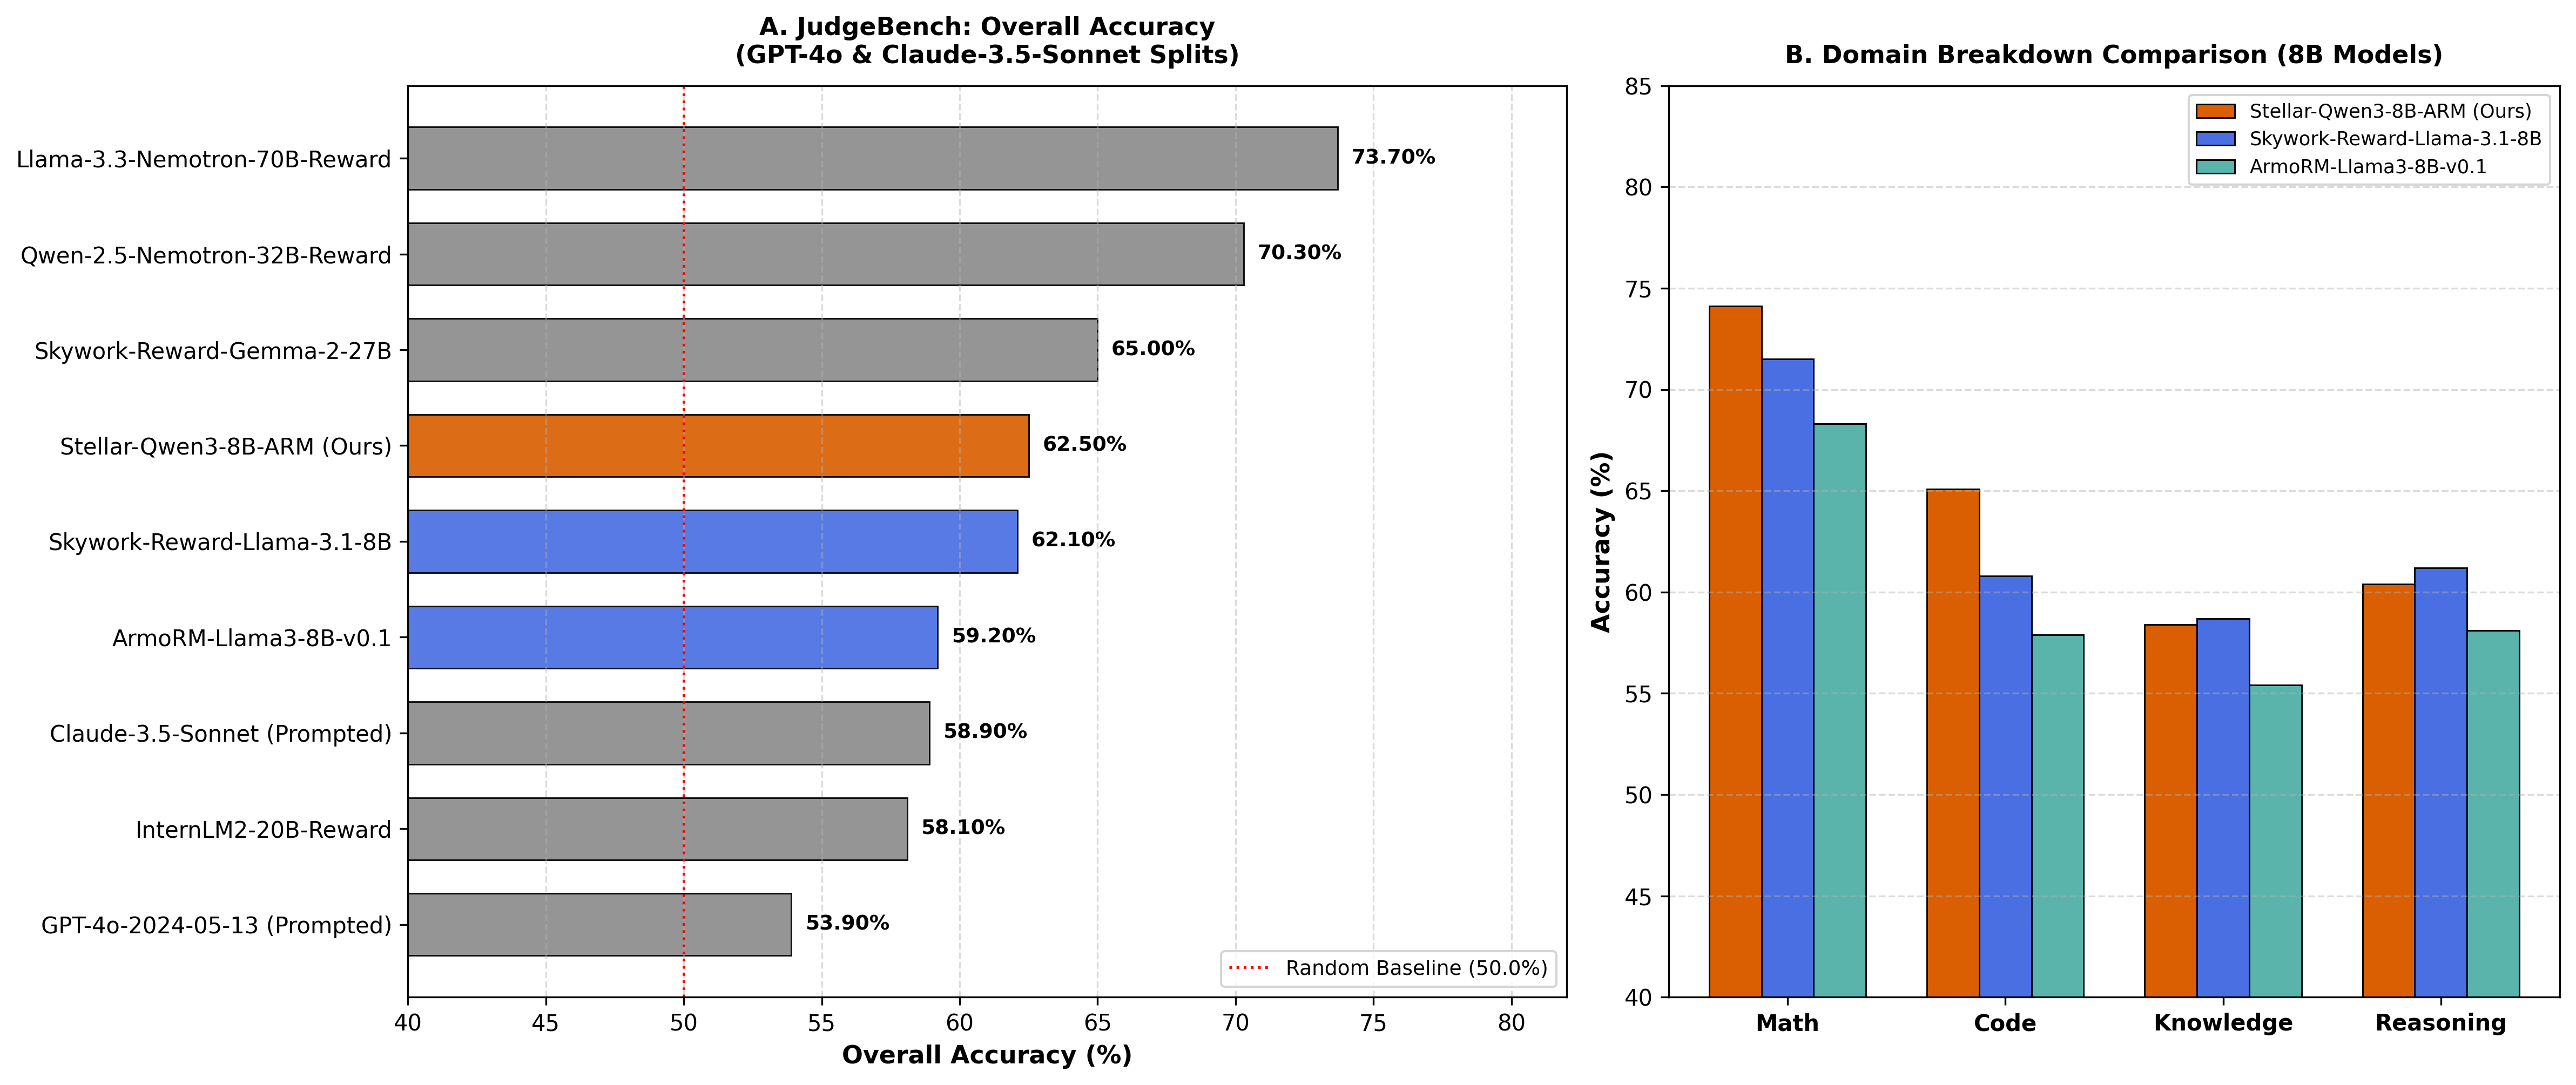 A. JudgeBench: Overall Accuracy
(GPT-4o & Claude-3.5-Sonnet Splits)
Llama-3.3-Nemotron-70B-Reward
73.70%
Qwen-2.5-Nemotron-32B-Reward
70.30%
Skywork-Reward-Gemma-2-27B
65.00%
Stellar-Qwen3-8B-ARM (Ours)
62.50%
Skywork-Reward-Llama-3.1-8B
62.10%
ArmoRM-Llama3-8B-v0.1
59.20%
Claude-3.5-Sonnet (Prompted)
58.90%
InternLM2-20B-Reward
58.10%
GPT-4o-2024-05-13 (Prompted)
53.90%
Random Baseline (50.0%)
40 45 50 55 60 65 70 75 80
Overall Accuracy (%)
B. Domain Breakdown Comparison (8B Models)
Stellar-Qwen3-8B-ARM (Ours)
Skywork-Reward-Llama-3.1-8B
ArmoRM-Llama3-8B-v0.1
Accuracy (%)
85
80
75
70
65
60
55
50
45
40
Math Code Knowledge Reasoning